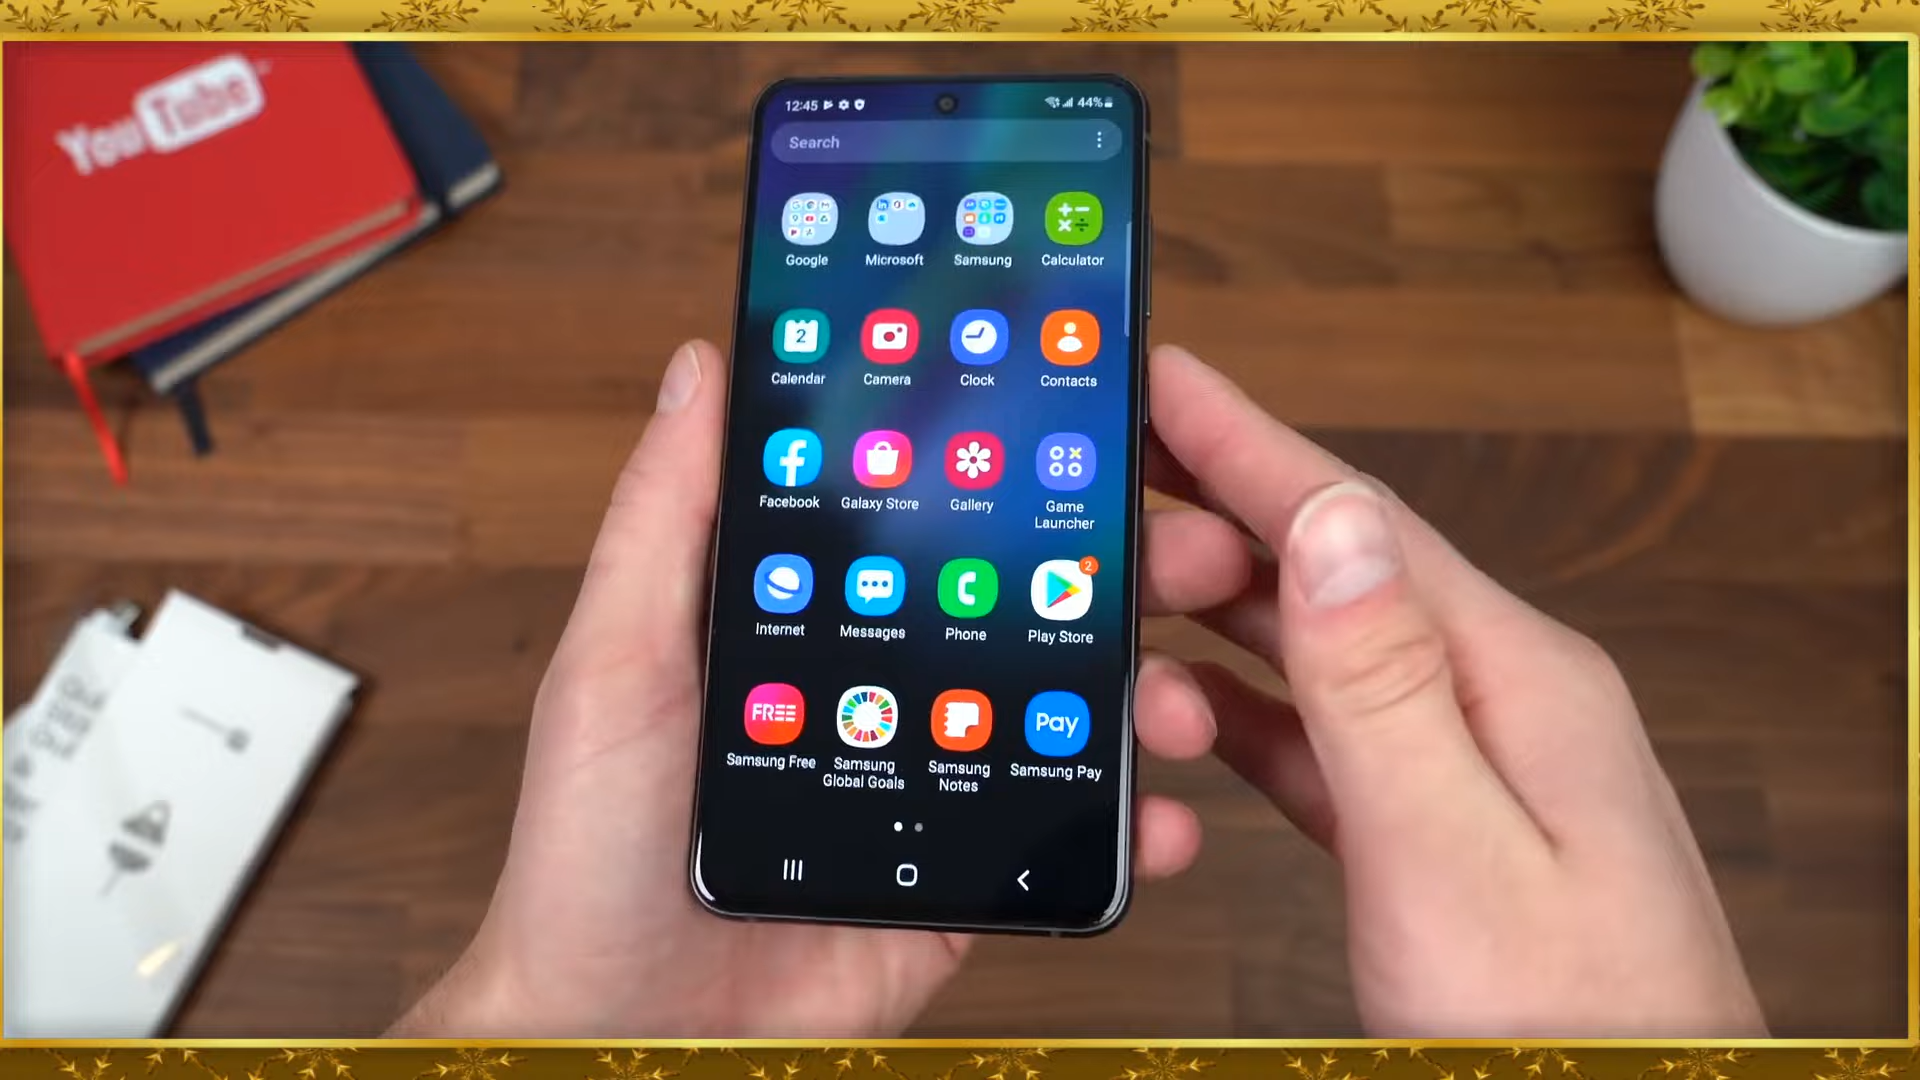 YouTube
12:45
44%
Search
Google
Microsoft
Samsung
Calculator
2
Calendar
Camera
Clock
Contacts
Facebook
Galaxy Store
Gallery
Game
Launcher
2
Internet
Messages
Phone
Play Store
FREE
Pay
Samsung Free
Samsung
Global Goals
Samsung
Notes
Samsung Pay